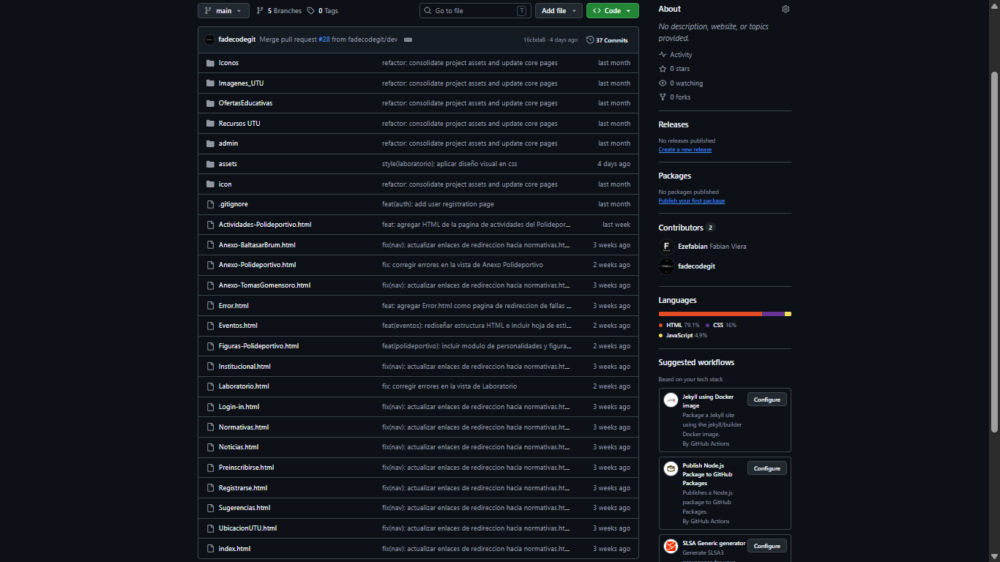 main 5 Branches 0 Tags Go to file T Add file Code
fadecodegit Merge pull request #28 from fadecodegit/dev 16cbda8 · 4 days ago 37 Commits
Iconos refactor: consolidate project assets and update core pages last month
Imagenes_UTU refactor: consolidate project assets and update core pages last month
OfertasEducativas refactor: consolidate project assets and update core pages last month
Recursos UTU refactor: consolidate project assets and update core pages last month
admin refactor: consolidate project assets and update core pages last month
assets style(laboratorio): aplicar diseño visual en css 4 days ago
icon refactor: consolidate project assets and update core pages last month
.gitignore feat(auth): add user registration page last month
Actividades-Polideportivo.html feat: agregar HTML de la pagina de actividades del Polidepor... last week
Anexo-BaltasarBrum.html fix(nav): actualizar enlaces de redireccion hacia normativas.ht... 3 weeks ago
Anexo-Polideportivo.html fix: corregir errores en la vista de Anexo Polideportivo 2 weeks ago
Anexo-TomasGomensoro.html fix(nav): actualizar enlaces de redireccion hacia normativas.ht... 3 weeks ago
Error.html feat: agregar Error.html como pagina de redireccion de fallas ... 3 weeks ago
Eventos.html feat(eventos): rediseñar estructura HTML e incluir hoja de esti... 2 weeks ago
Figuras-Polideportivo.html feat(polideportivo): incluir modulo de personalidades y figura... 2 weeks ago
Institucional.html fix(nav): actualizar enlaces de redireccion hacia normativas.ht... 3 weeks ago
Laboratorio.html fix: corregir errores en la vista de Laboratorio 2 weeks ago
Login-in.html fix(nav): actualizar enlaces de redireccion hacia normativas.ht... 3 weeks ago
Normativas.html fix(nav): actualizar enlaces de redireccion hacia normativas.ht... 3 weeks ago
Noticias.html fix(nav): actualizar enlaces de redireccion hacia normativas.ht... 3 weeks ago
Preinscribirse.html fix(nav): actualizar enlaces de redireccion hacia normativas.ht... 3 weeks ago
Registrarse.html fix(nav): actualizar enlaces de redireccion hacia normativas.ht... 3 weeks ago
Sugerencias.html fix(nav): actualizar enlaces de redireccion hacia normativas.ht... 3 weeks ago
UbicacionUTU.html fix(nav): actualizar enlaces de redireccion hacia normativas.ht... 3 weeks ago
index.html fix(nav): actualizar enlaces de redireccion hacia normativas.ht... 3 weeks ago
About
No description, website, or topics
provided.
Activity
0 stars
0 watching
0 forks
Releases
No releases published
Create a new release
Packages
No packages published
Publish your first package
Contributors 2
F Ezefabian Fabian Viera
fadecodegit
Languages
HTML 79.1% CSS 16%
JavaScript 4.9%
Suggested workflows
Based on your tech stack
Jekyll using Docker
image
Configure
Package a Jekyll site
using the jekyll/builder
Docker image.
By GitHub Actions
Publish Node.js
Package to GitHub
Packages
Configure
Publishes a Node.js
package to GitHub
Packages.
By GitHub Actions
SLSA Generic generator
Configure
Generate SLSA3